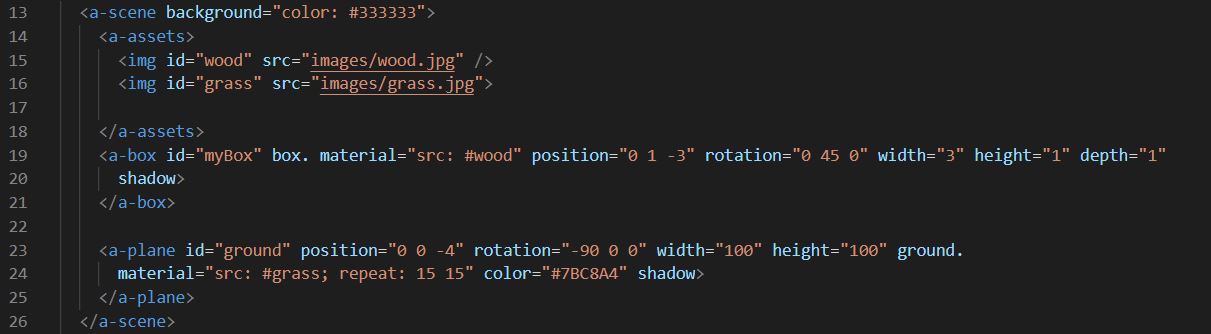 13 <a-scene background="color: #333333">
14 <a-assets>
15 <img id="wood" src="images/wood.jpg" />
16 <img id="grass" src="images/grass.jpg">
17
18 </a-assets>
19 <a-box id="myBox" box. material="src: #wood" position="0 1 -3" rotation="0 45 0" width="3" height="1" depth="1"
20 shadow>
21 </a-box>
22
23 <a-plane id="ground" position="0 0 -4" rotation="-90 0 0" width="100" height="100" ground.
24 material="src: #grass; repeat: 15 15" color="#7BC8A4" shadow>
25 </a-plane>
26 </a-scene>